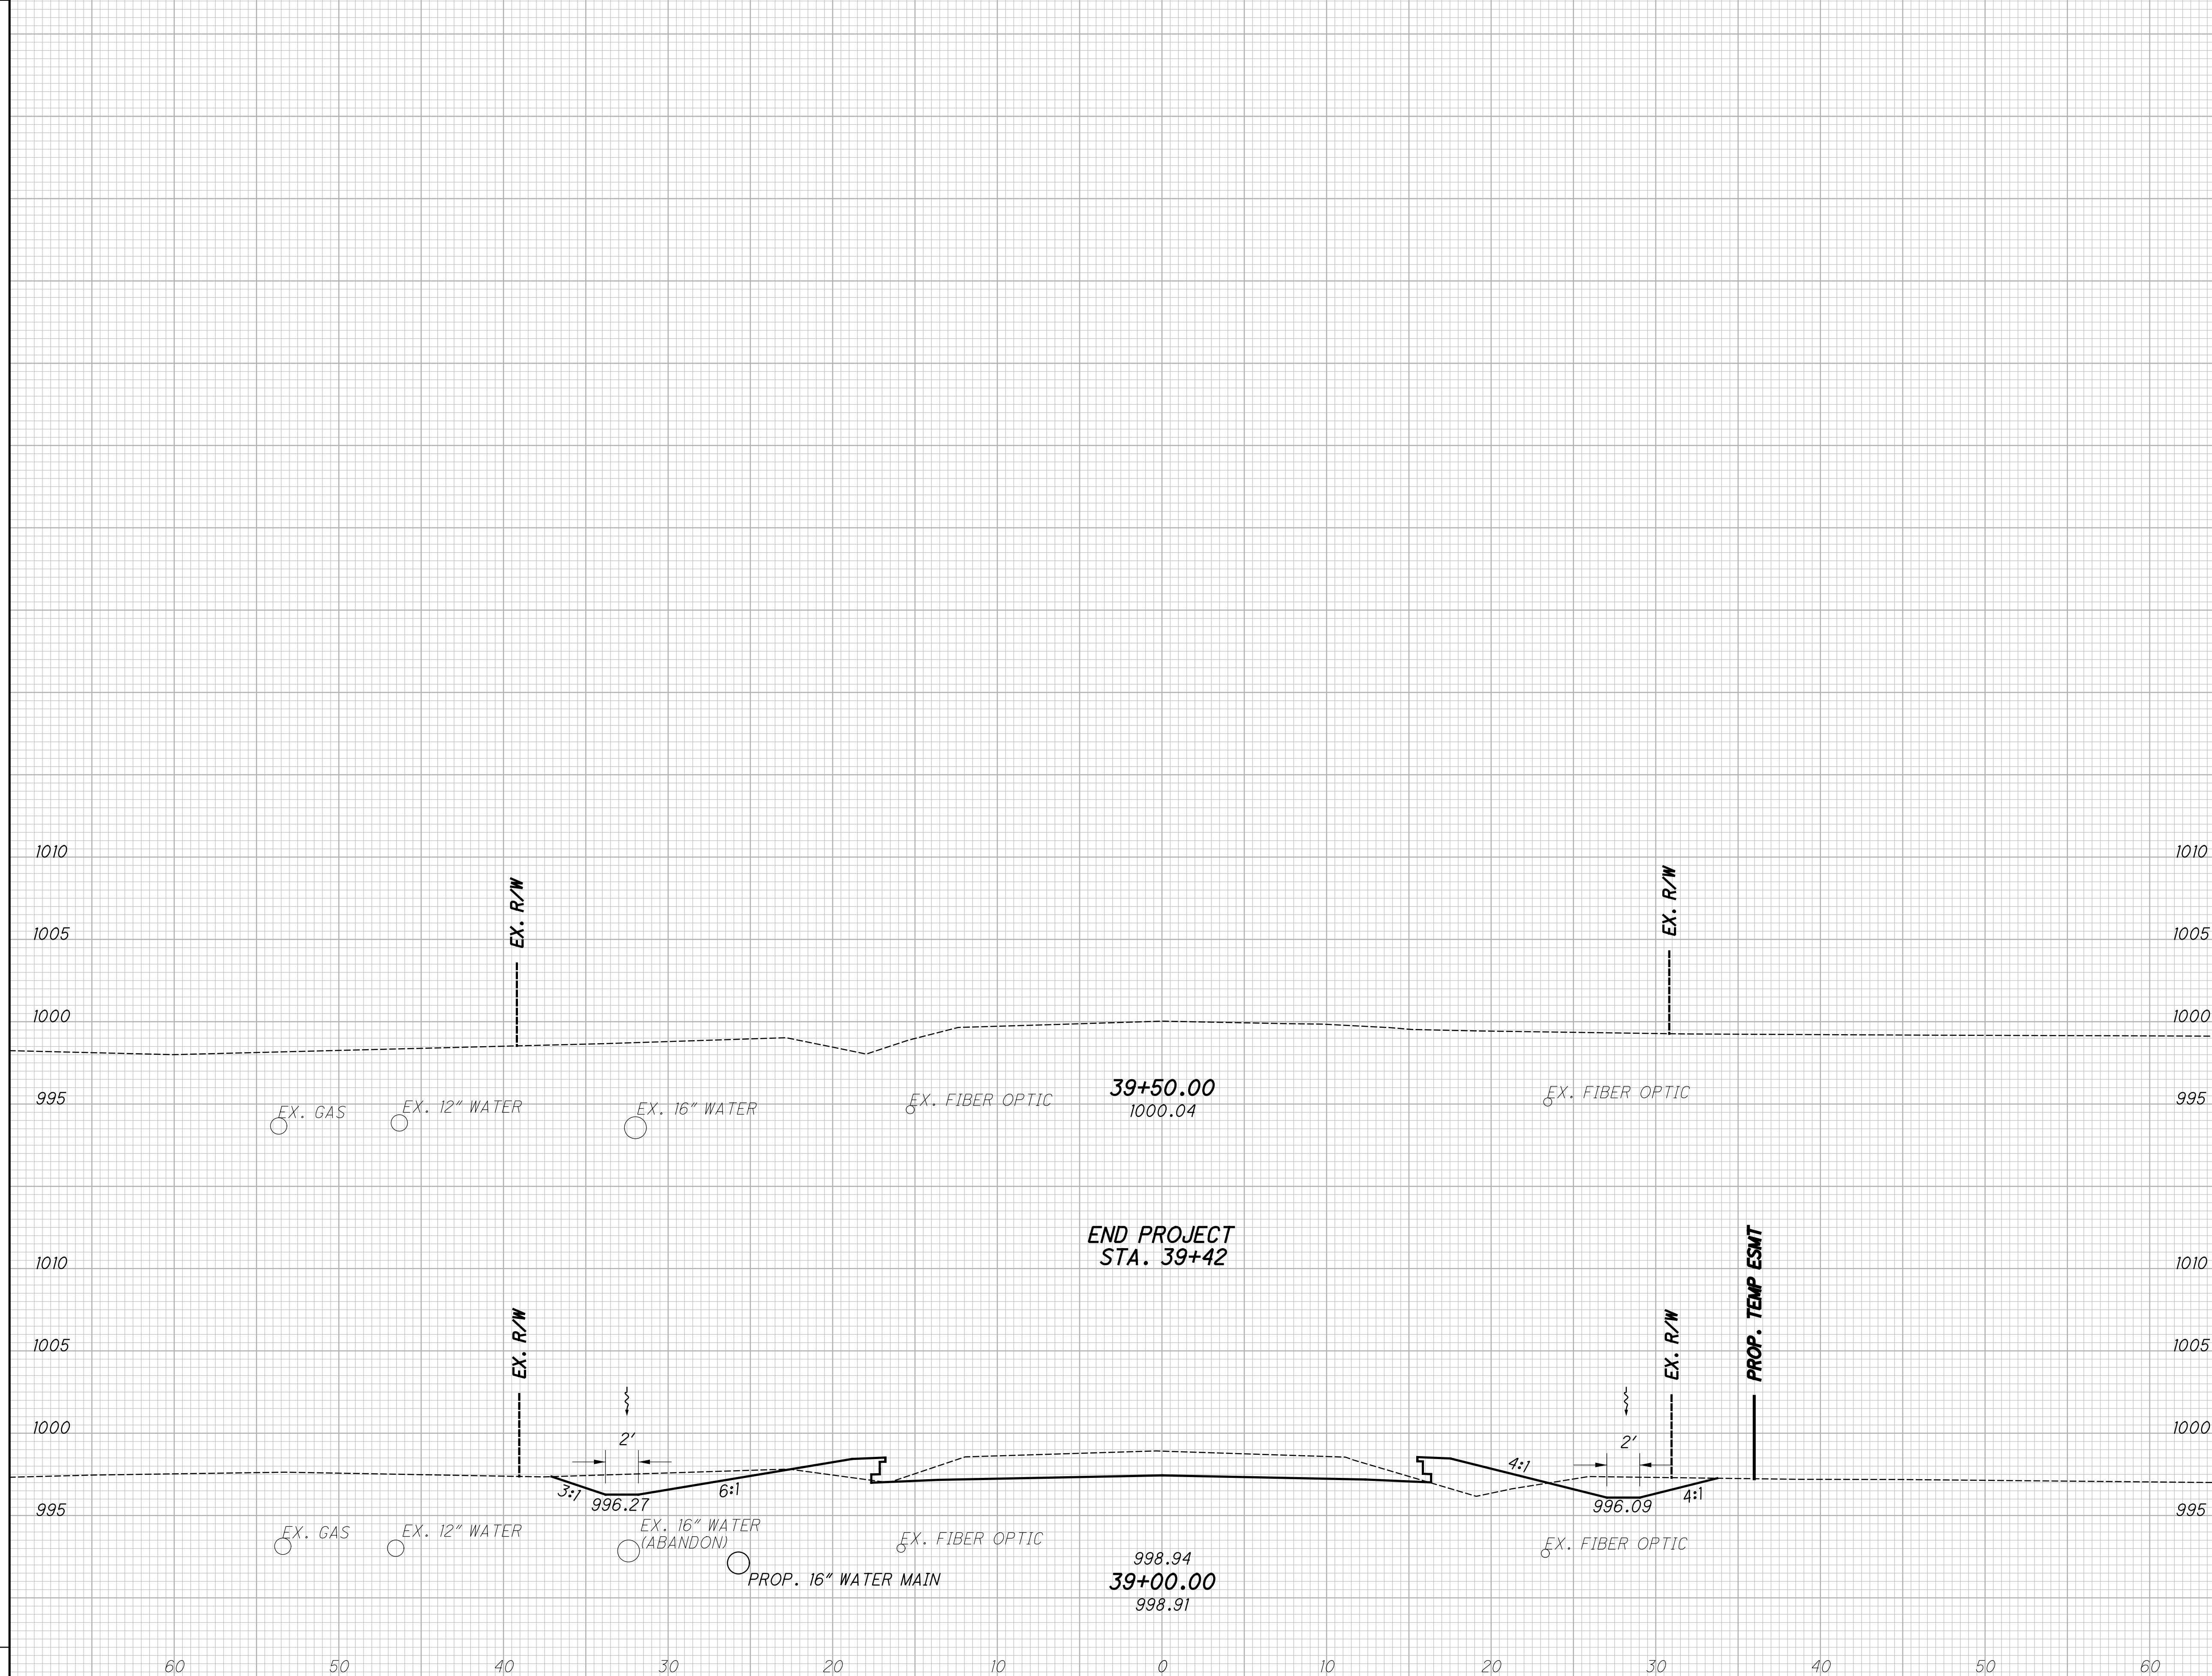 1010 1010
EX. R/W EX. R/W
1005 1005
1000 1000
995 39+50.00 995
EX. GAS EX. 12" WATER EX. 16" WATER EX. FIBER OPTIC 1000.04 EX. FIBER OPTIC
END PROJECT
STA. 39+42
1010 1010
EX. R/W EX. R/W PROP. TEMP ESMT
1005 1005
1000 1000
2' 2'
3:1 996.27 6:1 4:1 996.09 4:1
995 995
EX. GAS EX. 12" WATER EX. 16" WATER EX. FIBER OPTIC EX. FIBER OPTIC
(ABANDON)
998.94
PROP. 16" WATER MAIN 39+00.00
998.91
60 50 40 30 20 10 0 10 20 30 40 50 60